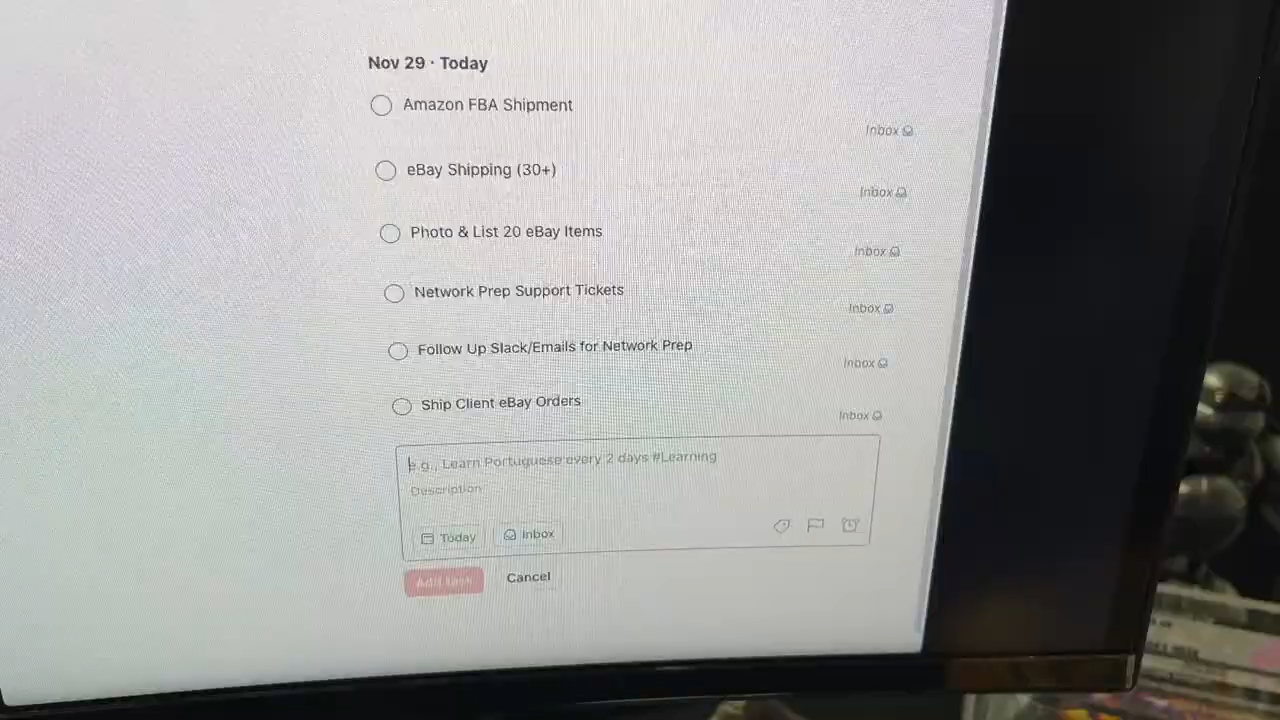 Nov 29 · Today
Amazon FBA Shipment
Inbox
eBay Shipping (30+)
Inbox
Photo & List 20 eBay Items
Inbox
Network Prep Support Tickets
Inbox
Follow Up Slack/Emails for Network Prep
Inbox
Ship Client eBay Orders
Inbox
e.g., Learn Portuguese every 2 days #Learning
Description
Today Inbox
Add task Cancel